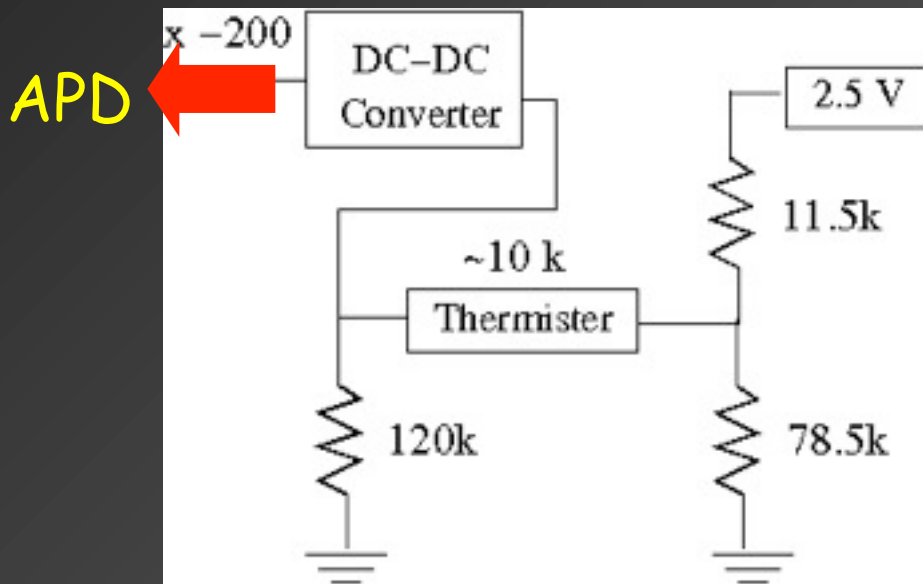 x −200
APD
DC−DC
Converter
2.5 V
11.5k
~10 k
Thermister
120k
78.5k